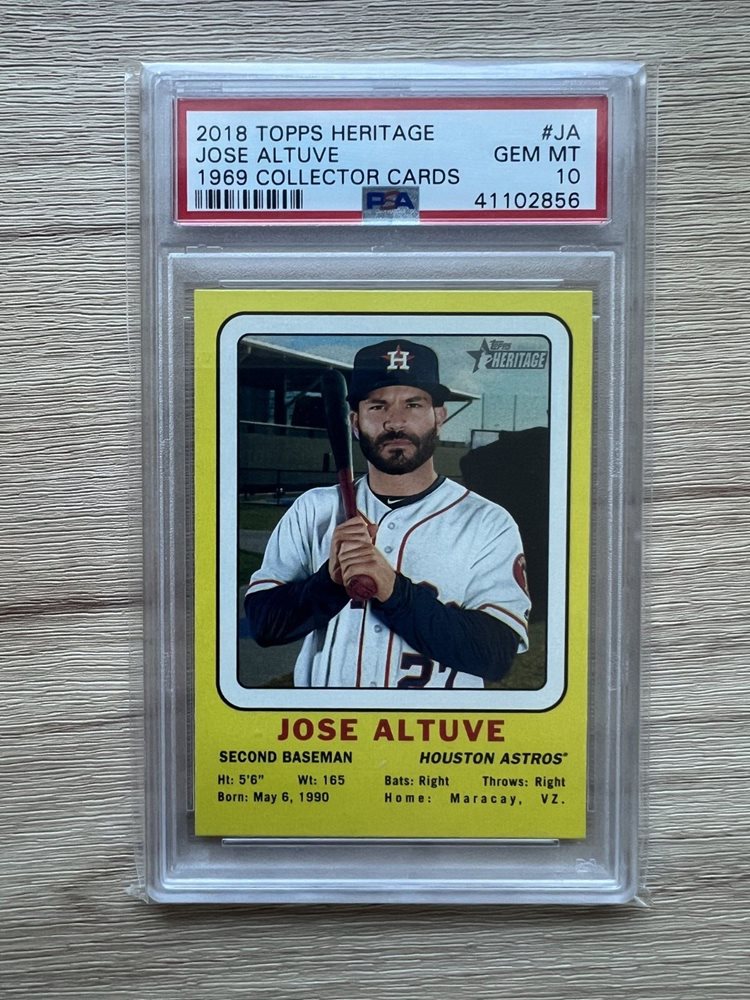 2018 TOPPS HERITAGE #JA
JOSE ALTUVE GEM MT
1969 COLLECTOR CARDS 10
PSA 41102856
H
Topps
HERITAGE
27
JOSE ALTUVE
SECOND BASEMAN HOUSTON ASTROS®
Ht: 5'6" Wt: 165 Bats: Right Throws: Right
Born: May 6, 1990 Home: Maracay, VZ.